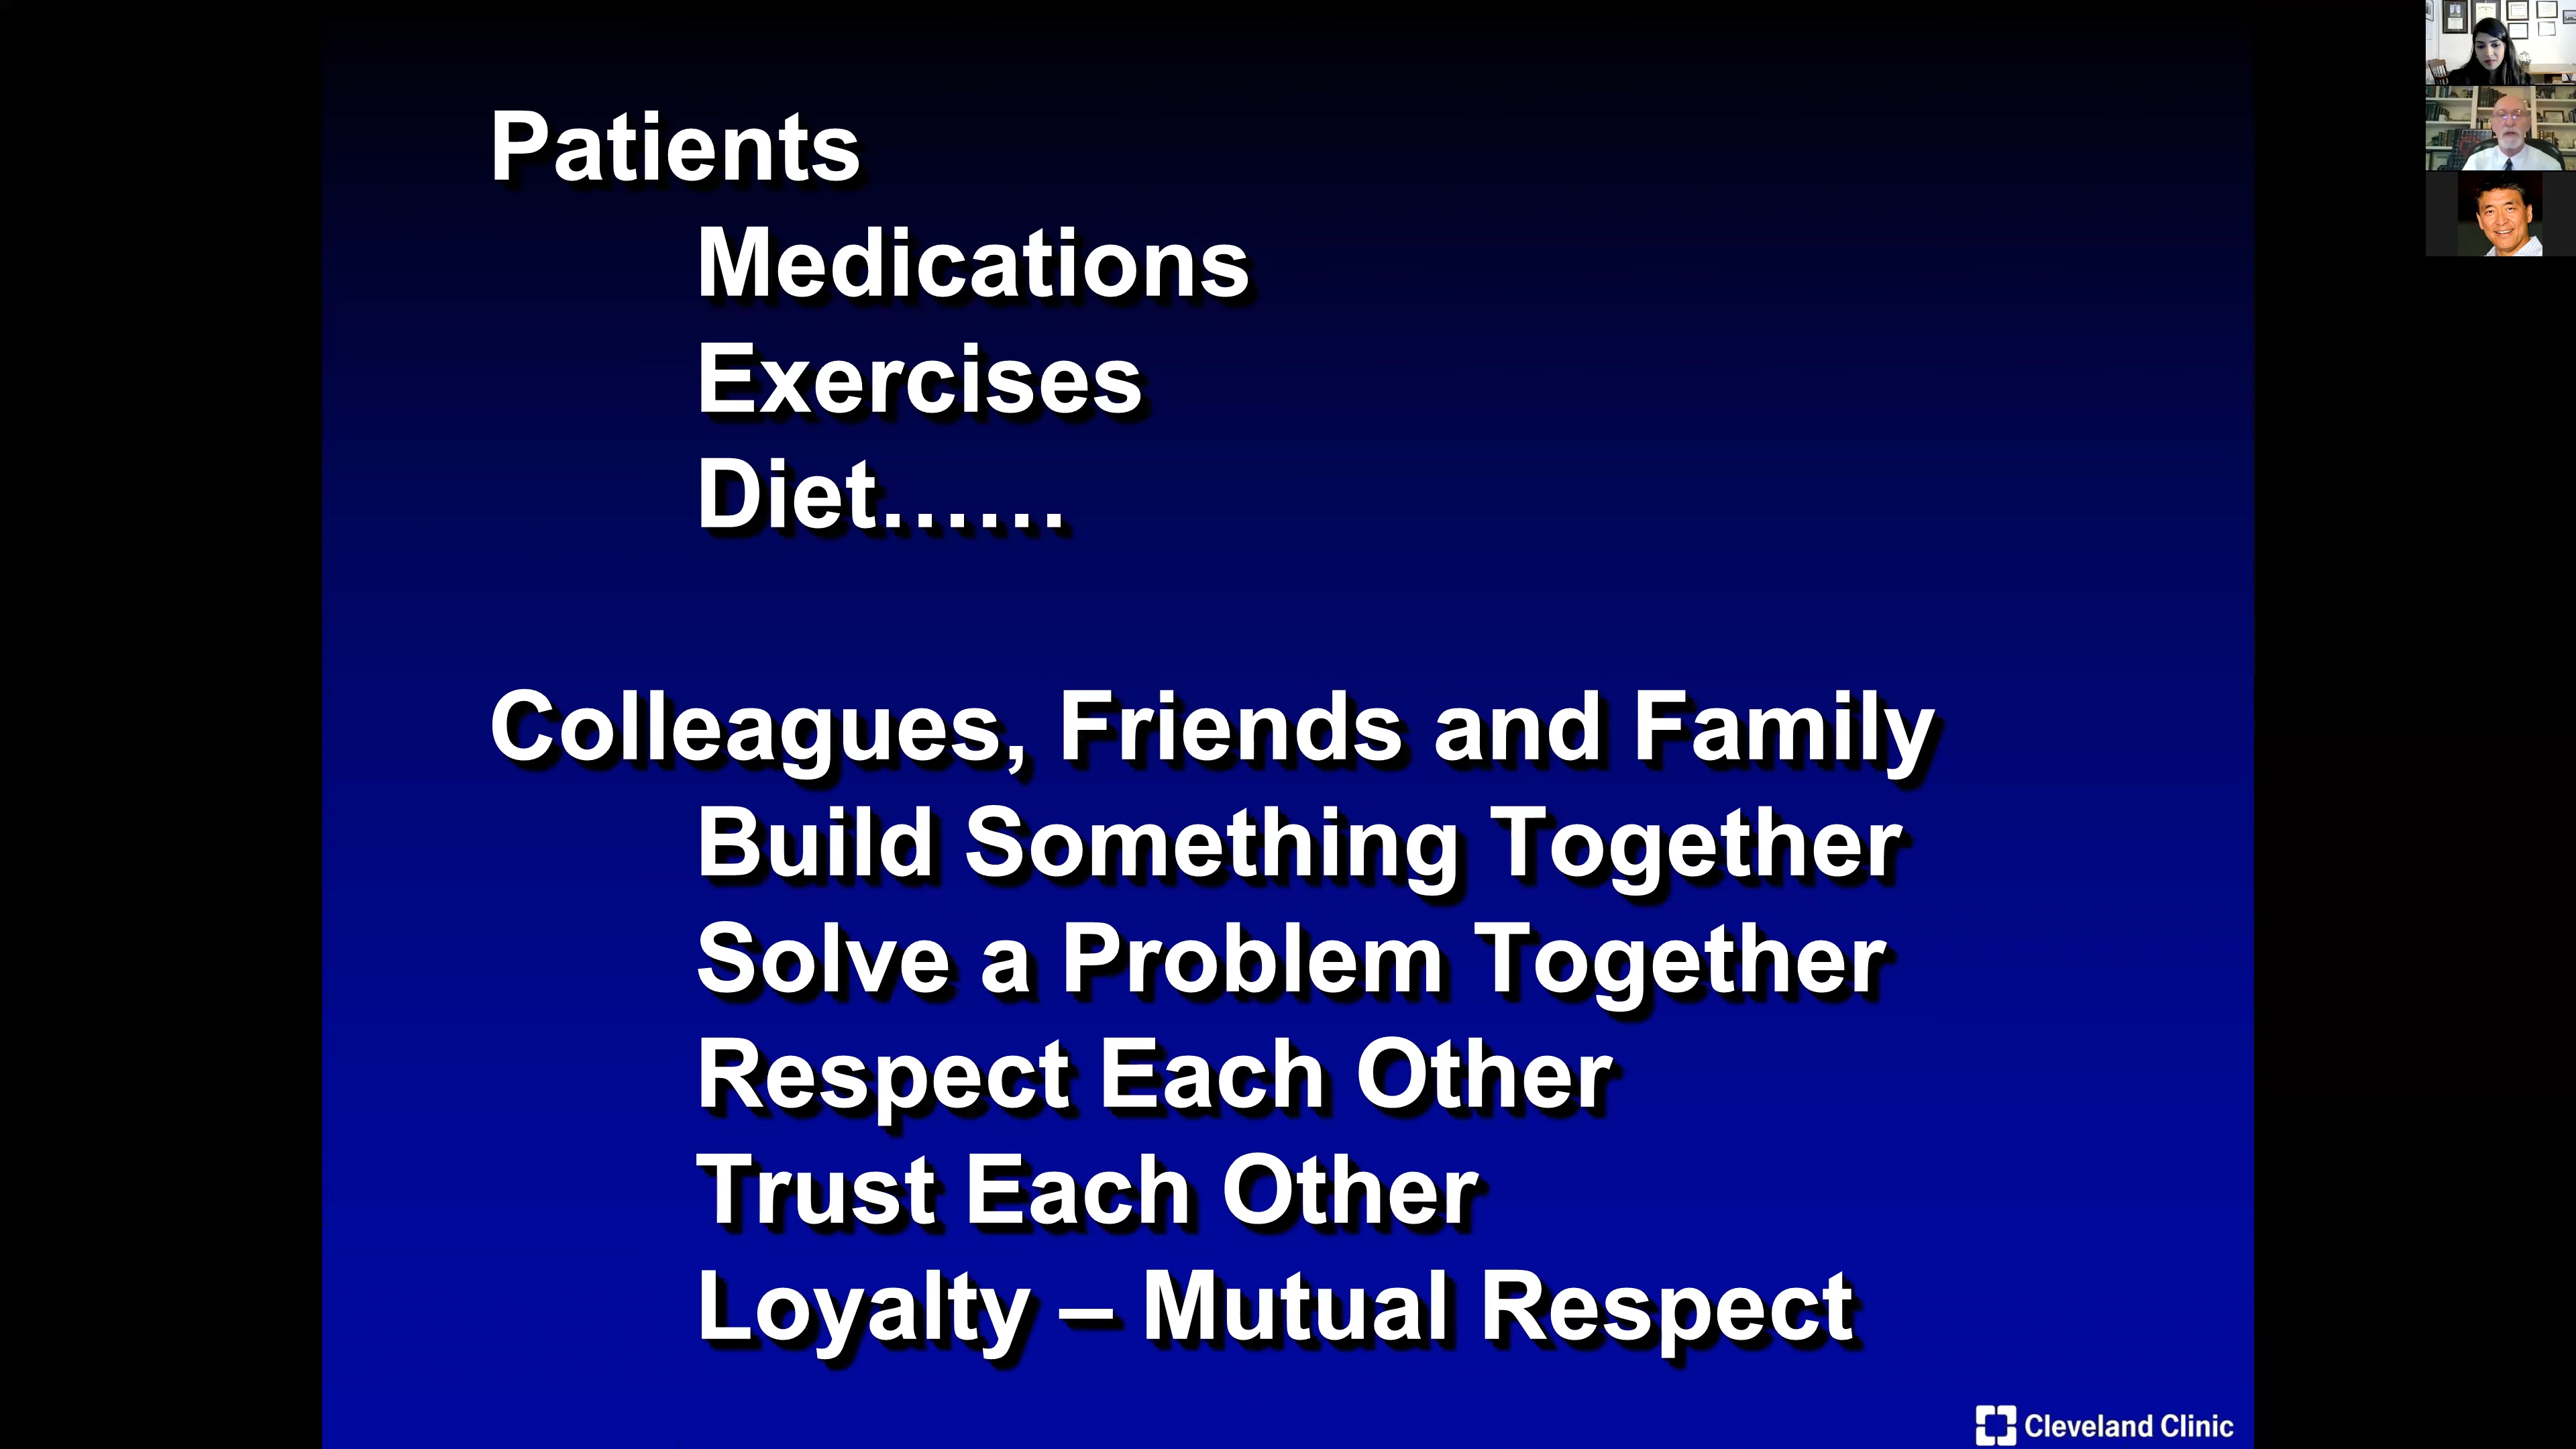 Patients
Medications
Exercises
Diet......
Colleagues, Friends and Family
Build Something Together
Solve a Problem Together
Respect Each Other
Trust Each Other
Loyalty – Mutual Respect
Cleveland Clinic